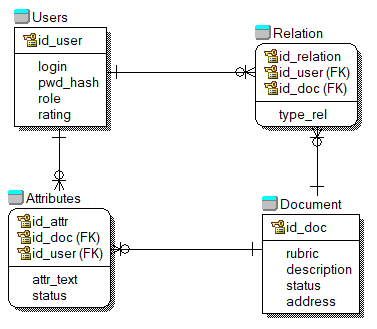 Users
id_user
login
pwd_hash
role
rating
Relation
id_relation
id_user (FK)
id_doc (FK)
type_rel
Attributes
id_attr
id_doc (FK)
id_user (FK)
attr_text
status
Document
id_doc
rubric
description
status
address